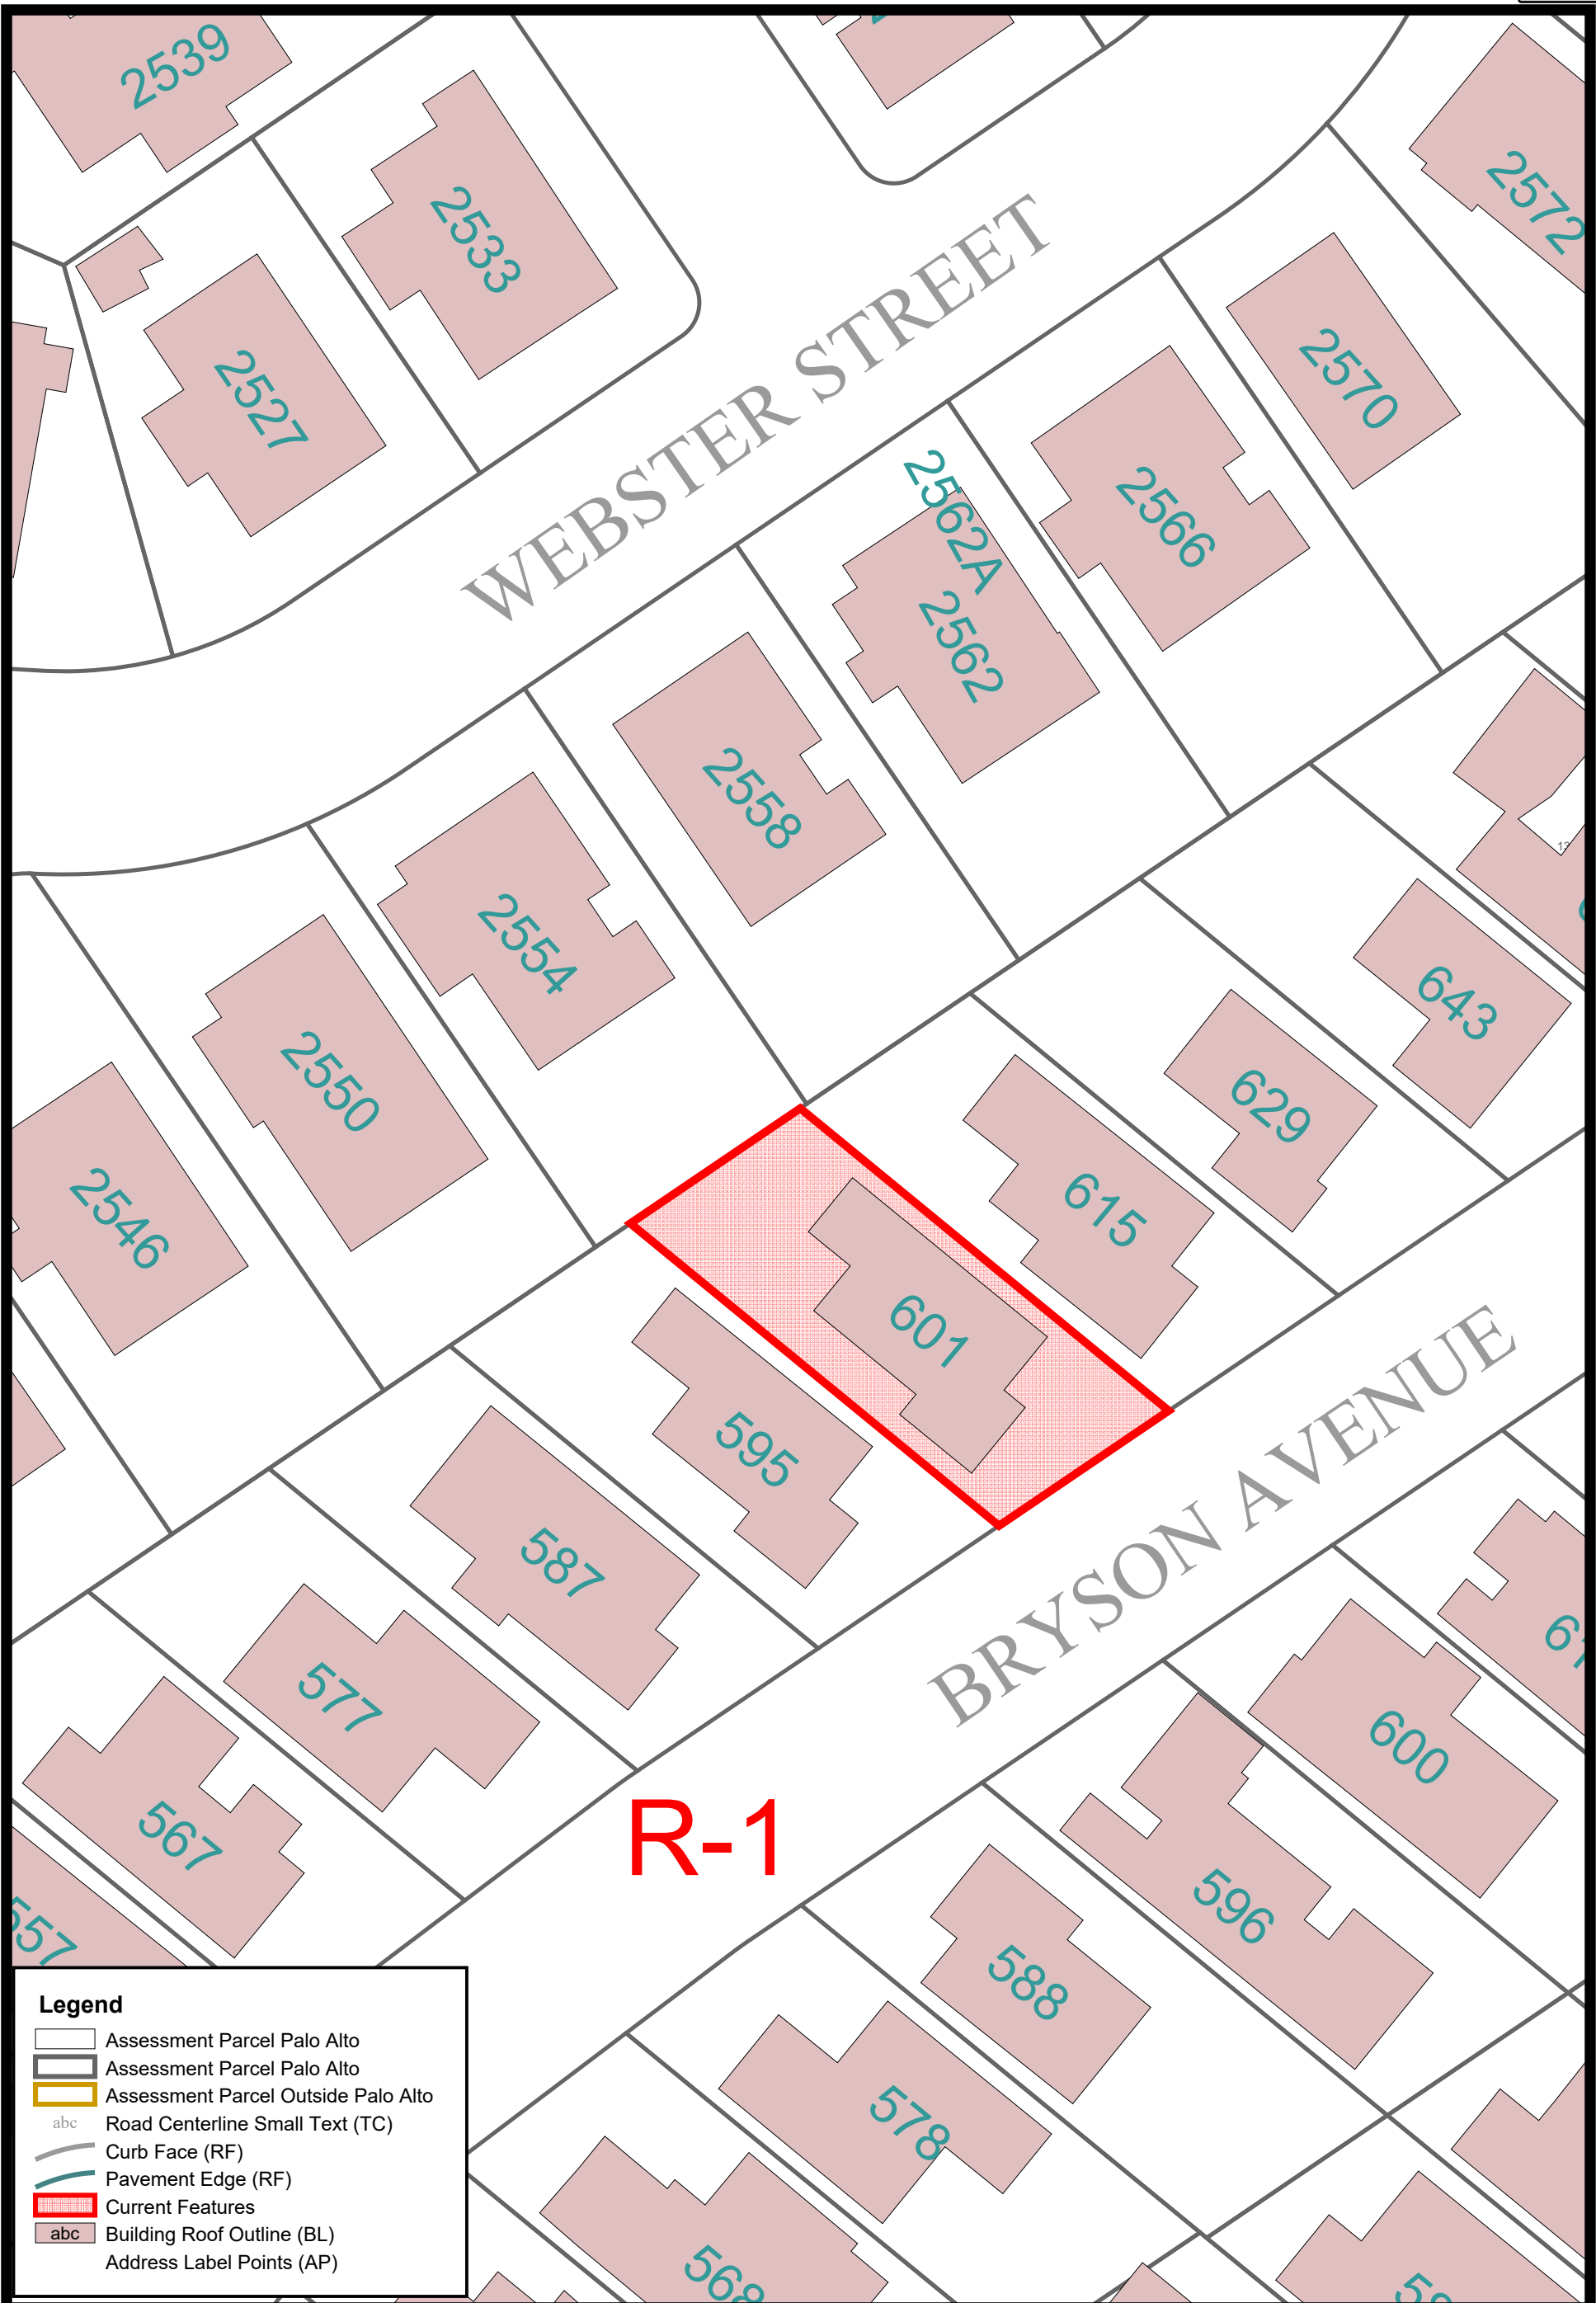 2539
2533
2572
2527
WEBSTER STREET
2570
2562A
2566
2562
2558
2554
643
2550
629
2546
615
601
595
BRYSON AVENUE
587
577
600
567
R-1
596
557
588
578
568
Legend
Assessment Parcel Palo Alto
Assessment Parcel Palo Alto
Assessment Parcel Outside Palo Alto
abc Road Centerline Small Text (TC)
Curb Face (RF)
Pavement Edge (RF)
Current Features
abc Building Roof Outline (BL)
Address Label Points (AP)